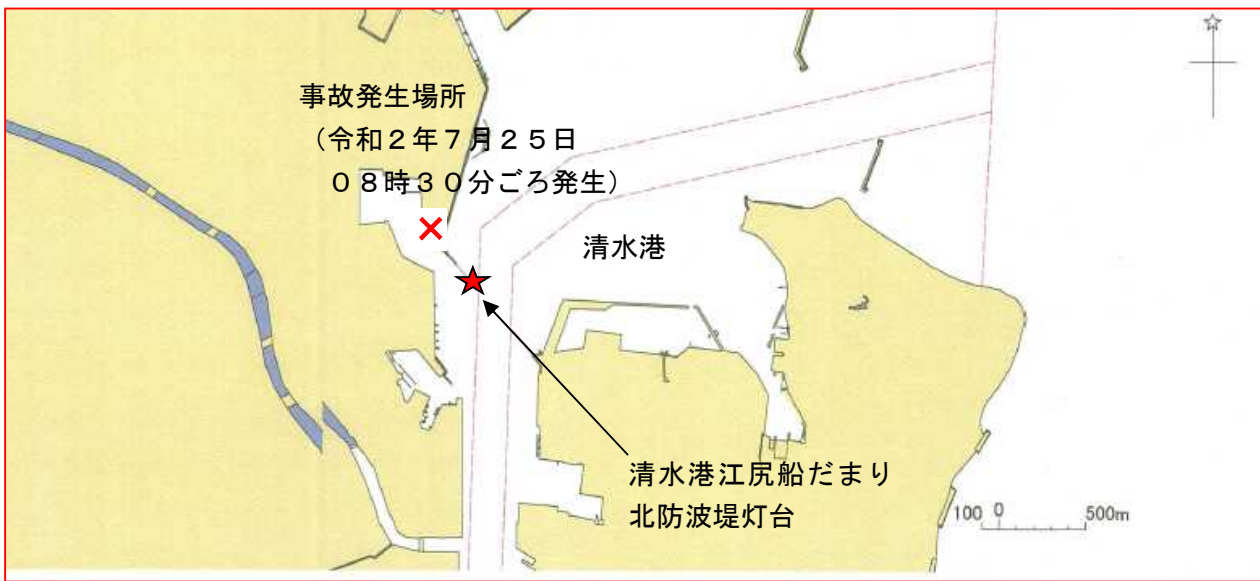 事故発生場所
（令和２年７月２５日
０８時３０分ごろ発生）
清水港
清水港江尻船だまり
北防波堤灯台
100 0 500m